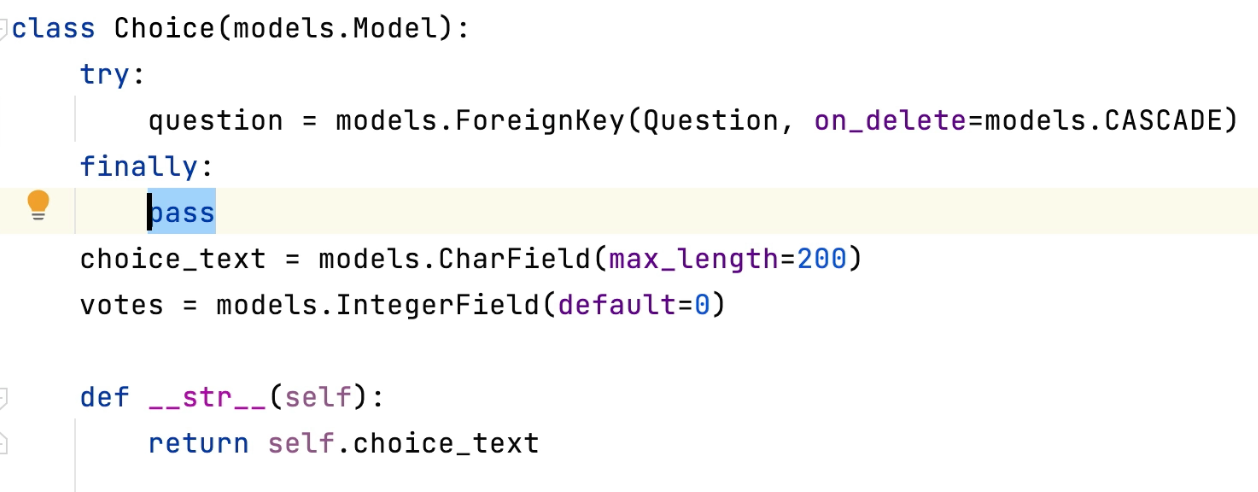 class Choice(models.Model):
    try:
        question = models.ForeignKey(Question, on_delete=models.CASCADE)
    finally:
        pass
    choice_text = models.CharField(max_length=200)
    votes = models.IntegerField(default=0)

    def __str__(self):
        return self.choice_text